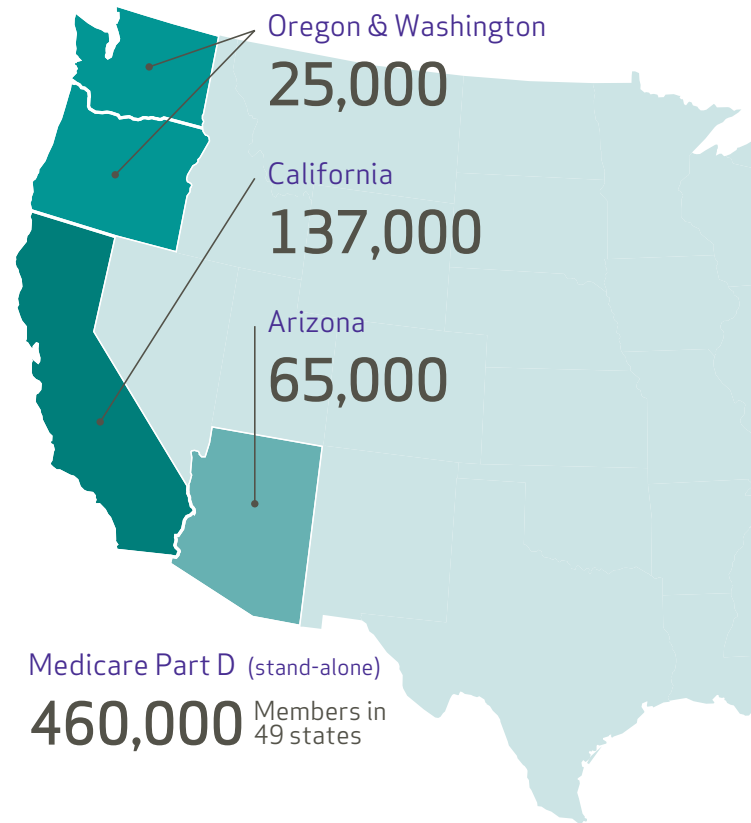 Oregon & Washington
25,000
California
137,000
Arizona
65,000
Medicare Part D (stand-alone)
460,000 Members in
49 states